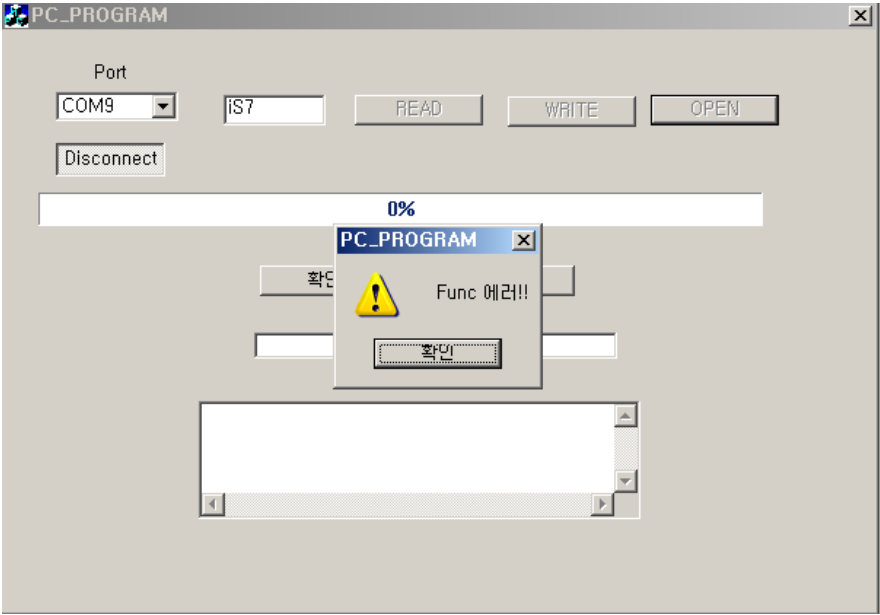 PC_PROGRAM
Port
COM9
iS7
READ
WRITE
OPEN
Disconnect
0%
PC_PROGRAM
Func 에러!!
확인